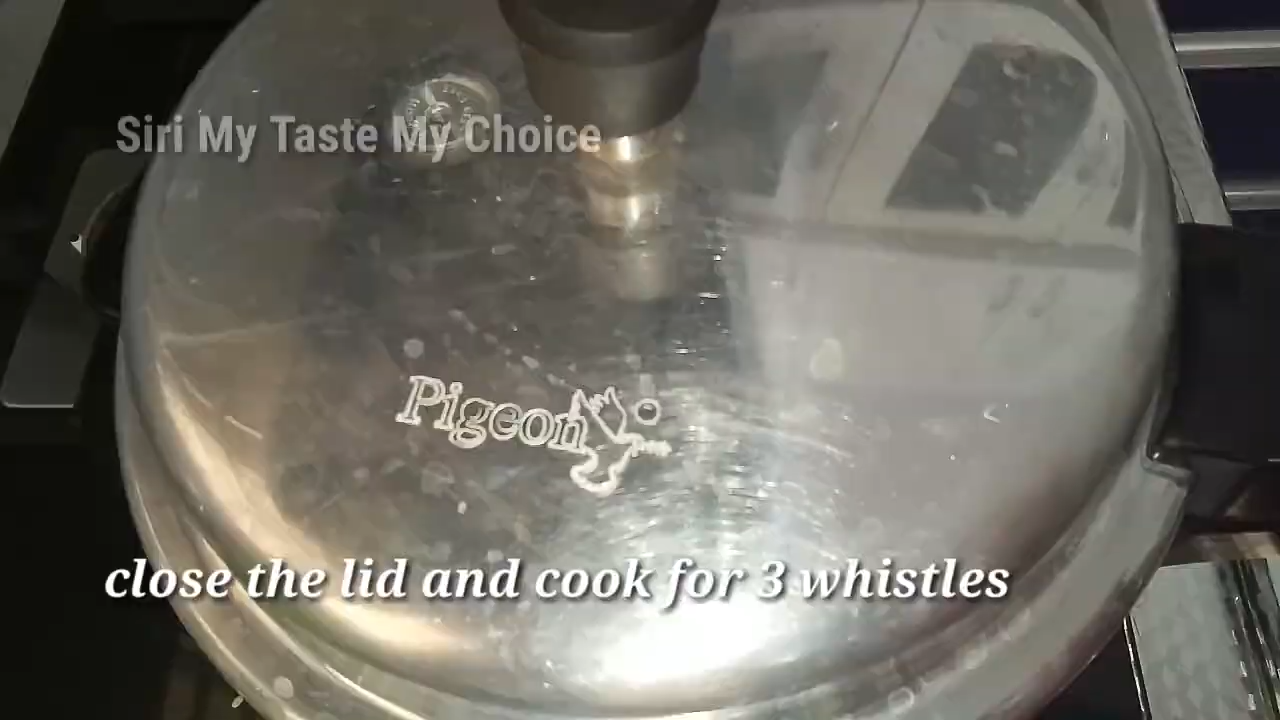 Siri My Taste My Choice
Pigeon
close the lid and cook for 3 whistles